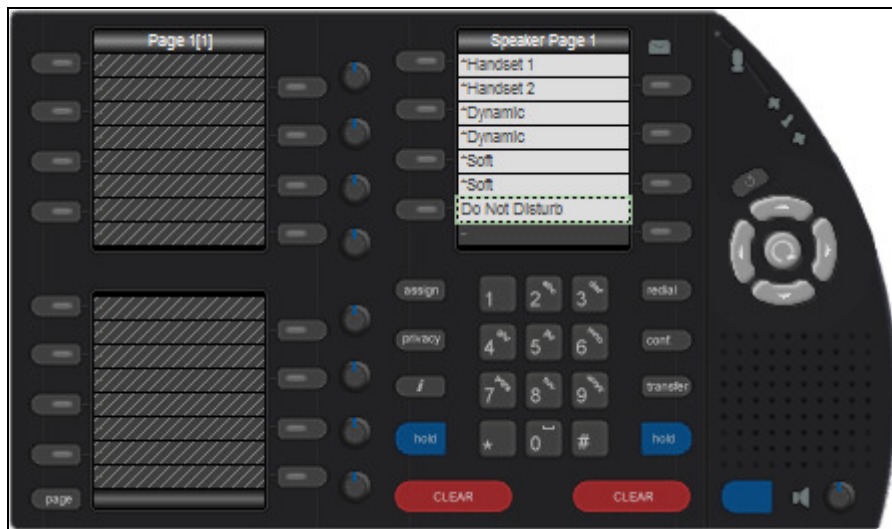 Page 1[1]
Speaker Page 1
*Handset 1
*Handset 2
*Dynamic
*Dynamic
*Soft
*Soft
Do Not Disturb
-
assign
1
2
3
redial
privacy
4
5
6
conf
i
7
8
9
transfer
hold
*
0
#
hold
page
CLEAR
CLEAR